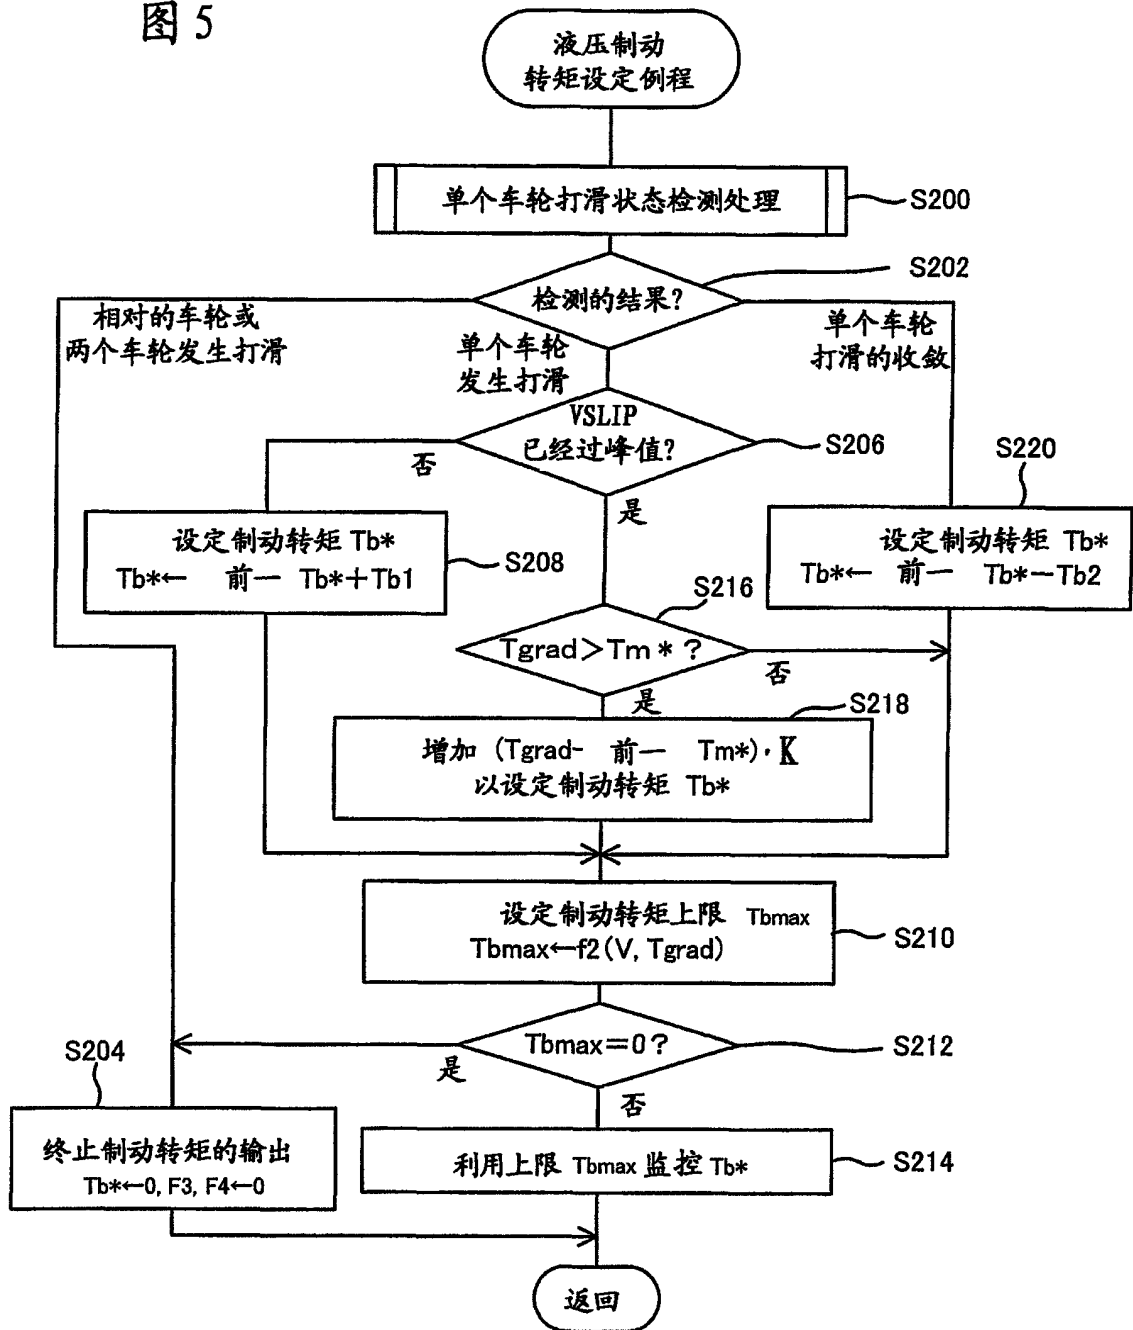 图5
液压制动
转矩设定例程
单个车轮打滑状态检测处理
S200
检测的结果?
S202
相对的车轮或
两个车轮发生打滑
单个车轮
发生打滑
单个车轮
打滑的收敛
VSLIP
已经过峰值?
S206
否
是
S220
设定制动转矩 Tb*
Tb*← 前一 Tb*+Tb1
S208
设定制动转矩 Tb*
Tb*← 前一 Tb*-Tb2
S216
Tgrad>Tm*?
否
是
S218
增加 (Tgrad- 前一 Tm*)·K
以设定制动转矩 Tb*
设定制动转矩上限 Tbmax
Tbmax←f2(V, Tgrad)
S210
Tbmax=0?
S212
是
否
S204
终止制动转矩的输出
Tb*←0, F3, F4←0
利用上限 Tbmax 监控 Tb*
S214
返回